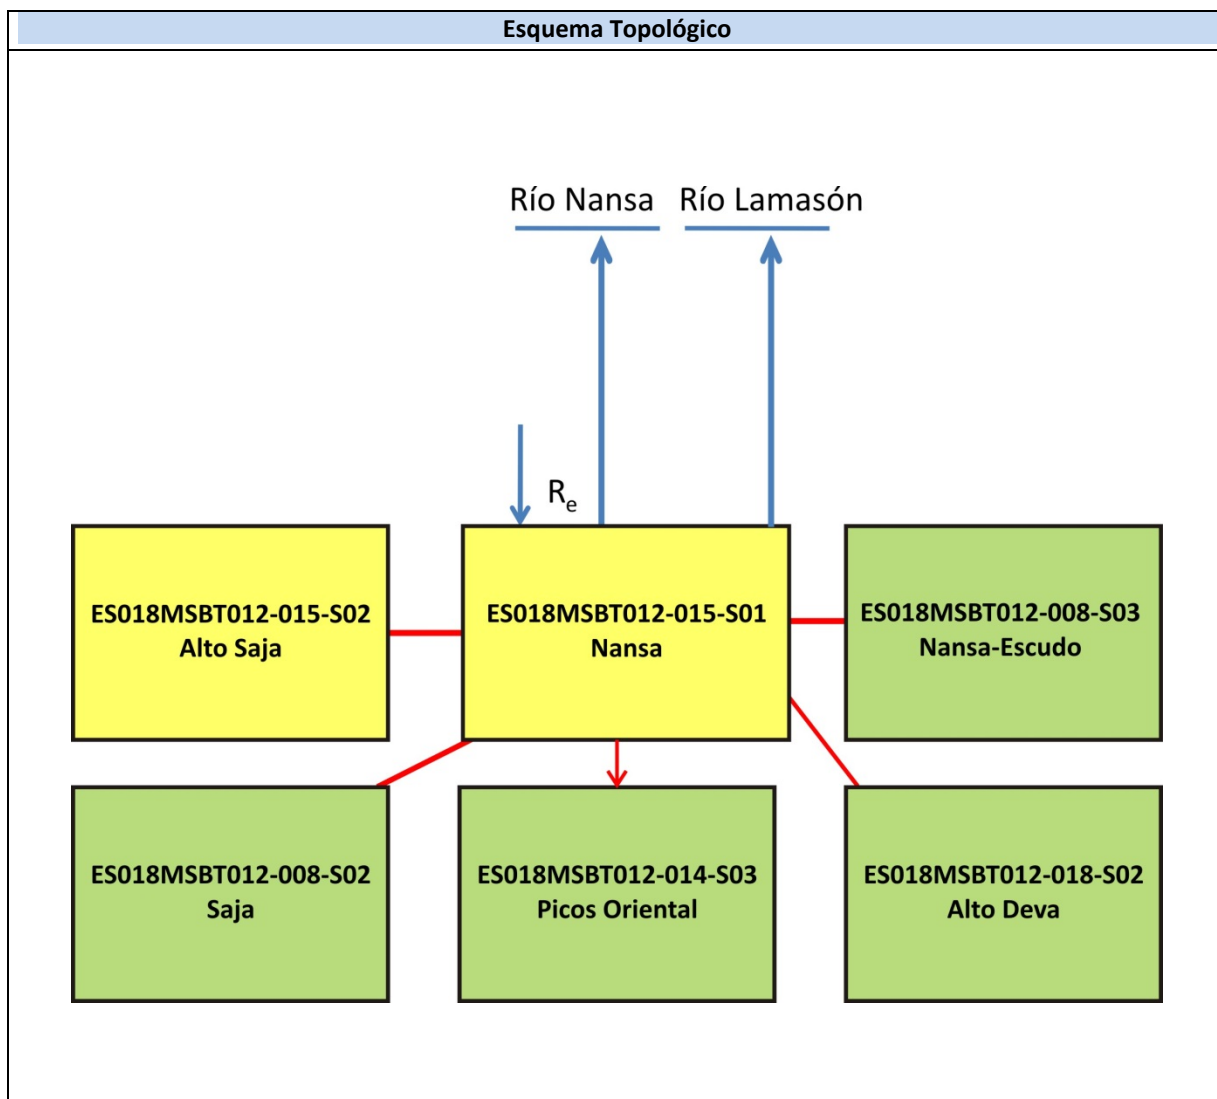 Esquema Topológico
Río Nansa
Río Lamasón
Re
ES018MSBT012-015-S02
Alto Saja
ES018MSBT012-015-S01
Nansa
ES018MSBT012-008-S03
Nansa-Escudo
ES018MSBT012-008-S02
Saja
ES018MSBT012-014-S03
Picos Oriental
ES018MSBT012-018-S02
Alto Deva